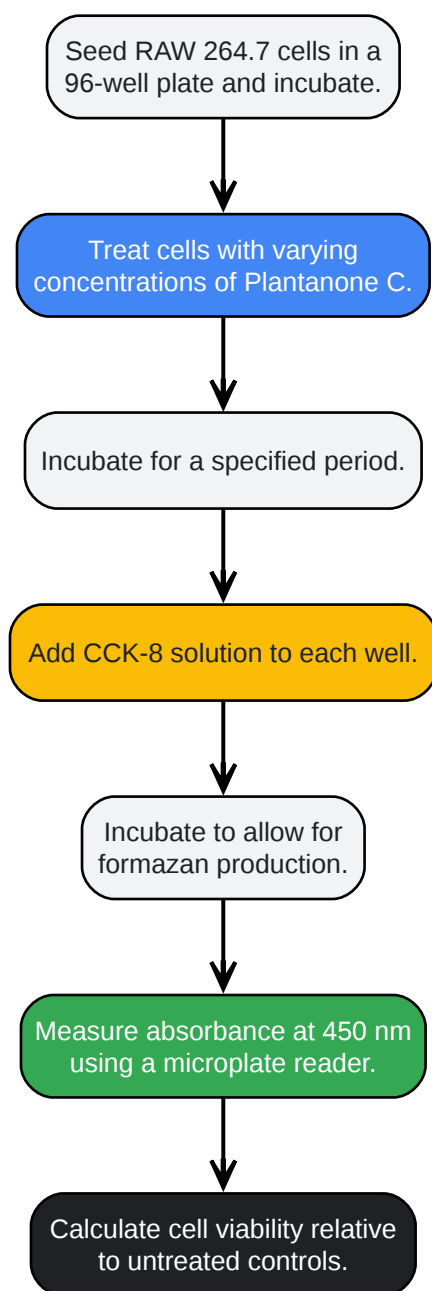 Seed RAW 264.7 cells in a
96-well plate and incubate.
Treat cells with varying
concentrations of Plantanone C.
Incubate for a specified period.
Add CCK-8 solution to each well.
Incubate to allow for
formazan production.
Measure absorbance at 450 nm
using a microplate reader.
Calculate cell viability relative
to untreated controls.